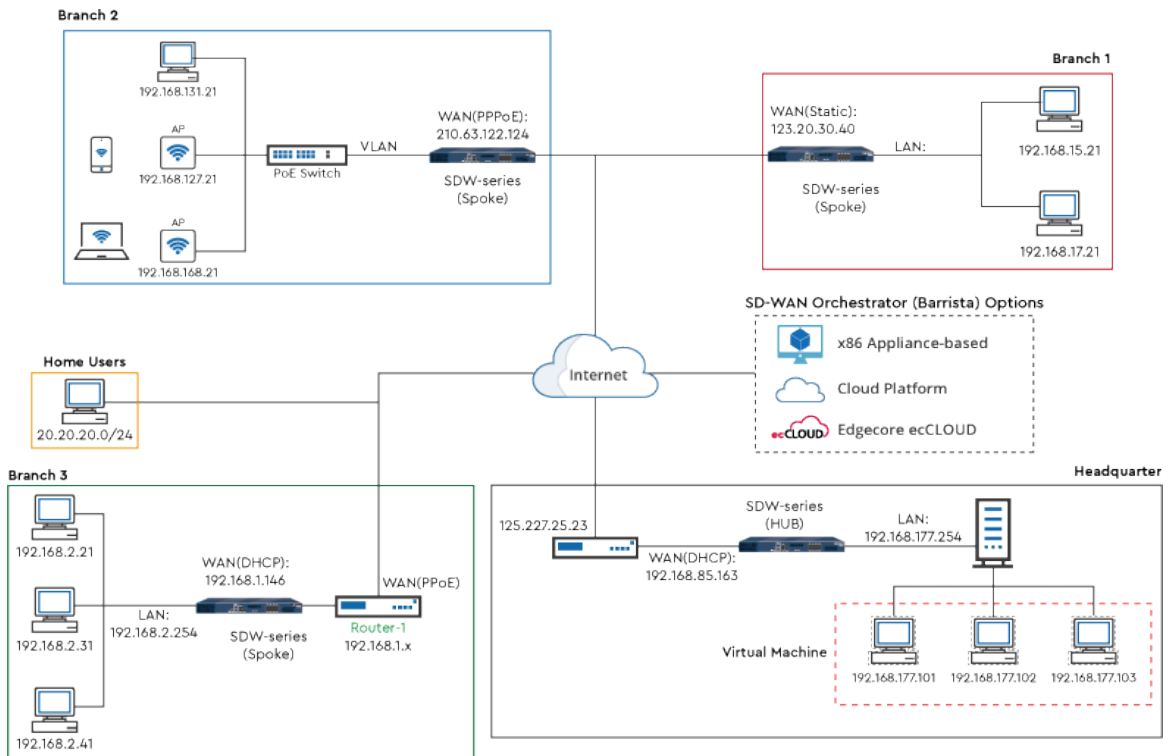 Branch 2
192.168.131.21
AP
192.168.127.21
AP
192.168.168.21
PoE Switch
VLAN
WAN(PPPoE):
210.63.122.124
SDW-series
(Spoke)
Branch 1
WAN(Static):
123.20.30.40
SDW-series
(Spoke)
LAN:
192.168.15.21
192.168.17.21
SD-WAN Orchestrator (Barrista) Options
x86 Appliance-based
Cloud Platform
ecCLOUD
Edgecore ecCLOUD
Internet
Home Users
20.20.20.0/24
Branch 3
192.168.2.21
192.168.2.31
192.168.2.41
LAN:
192.168.2.254
WAN(DHCP):
192.168.1.146
SDW-series
(Spoke)
WAN(PPoE)
Router-1
192.168.1.x
Headquarter
125.227.25.23
WAN(DHCP):
192.168.85.163
SDW-series
(HUB)
LAN:
192.168.177.254
Virtual Machine
192.168.177.101
192.168.177.102
192.168.177.103